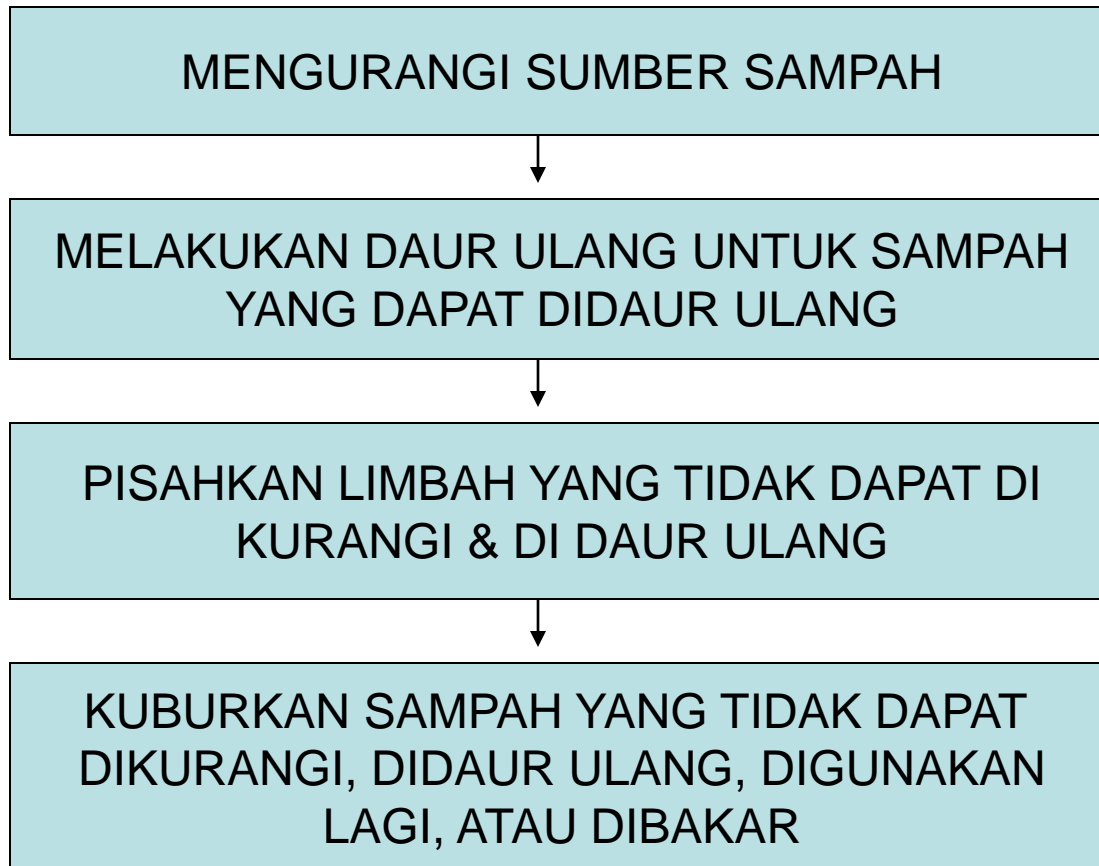 MENGURANGI SUMBER SAMPAH
MELAKUKAN DAUR ULANG UNTUK SAMPAH
YANG DAPAT DIDAUR ULANG
PISAHKAN LIMBAH YANG TIDAK DAPAT DI
KURANGI & DI DAUR ULANG
KUBURKAN SAMPAH YANG TIDAK DAPAT
DIKURANGI, DIDAUR ULANG, DIGUNAKAN
LAGI, ATAU DIBAKAR